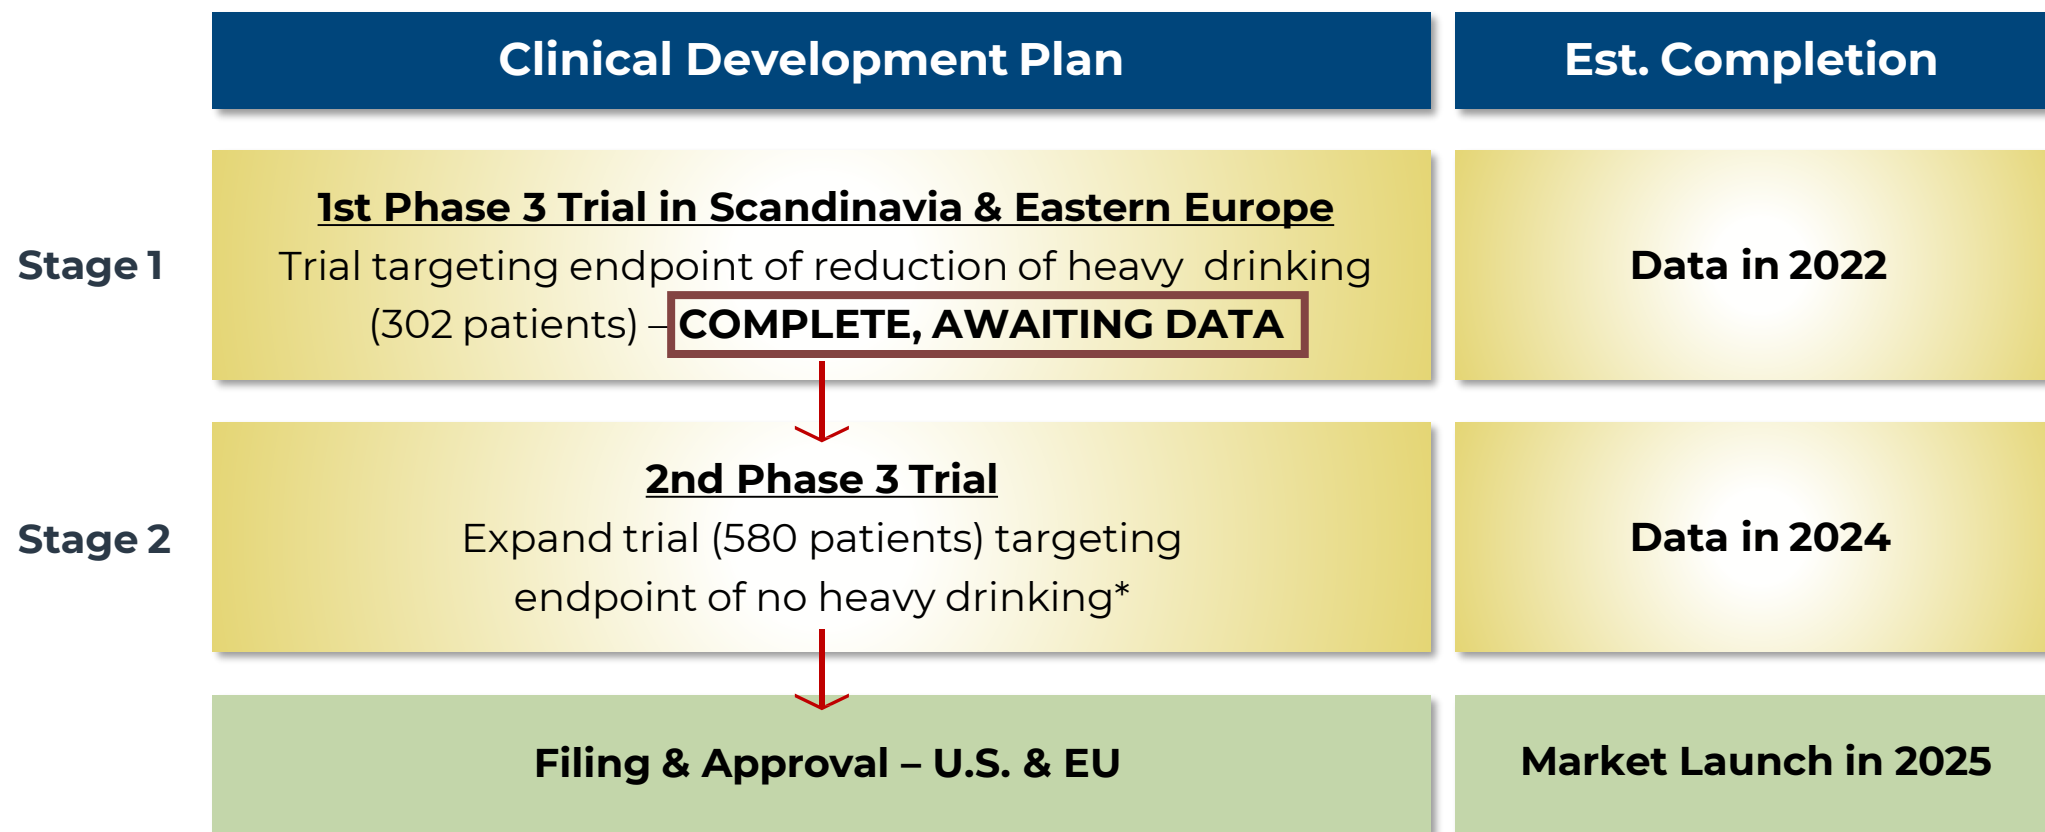 Clinical Development Plan
Est. Completion
Stage 1
1st Phase 3 Trial in Scandinavia & Eastern Europe
Trial targeting endpoint of reduction of heavy drinking
(302 patients) – COMPLETE, AWAITING DATA
Data in 2022
Stage 2
2nd Phase 3 Trial
Expand trial (580 patients) targeting
endpoint of no heavy drinking*
Data in 2024
Filing & Approval – U.S. & EU
Market Launch in 2025